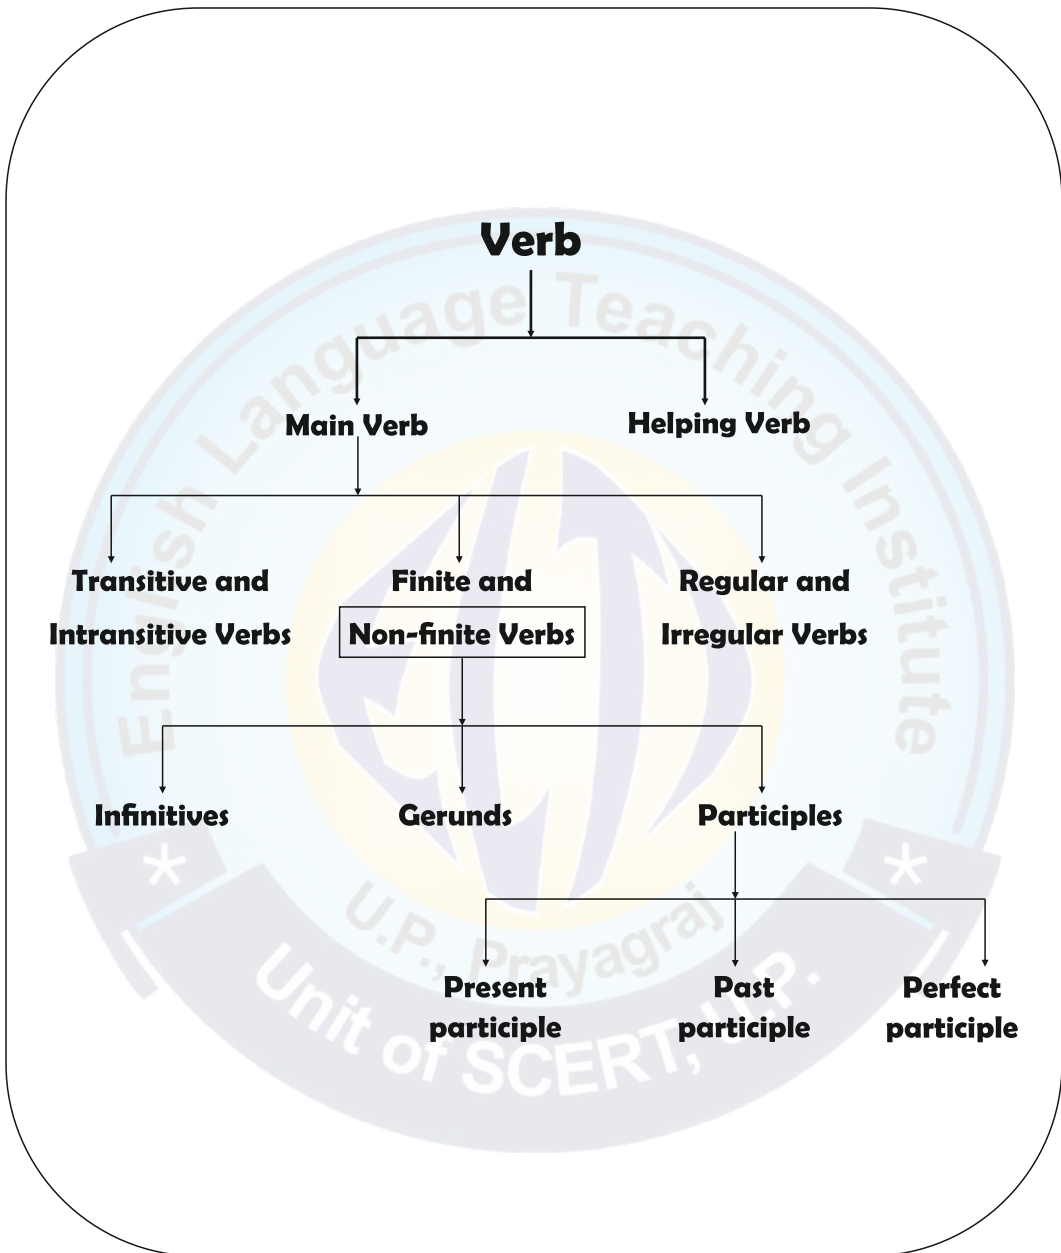 Verb
Main Verb
Helping Verb
Transitive and
Intransitive Verbs
Finite and
Non-finite Verbs
Regular and
Irregular Verbs
Infinitives
Gerunds
Participles
Present
participle
Past
participle
Perfect
participle
English Language Teaching Institute
U.P., Prayagraj
Unit of SCERT, U.P.